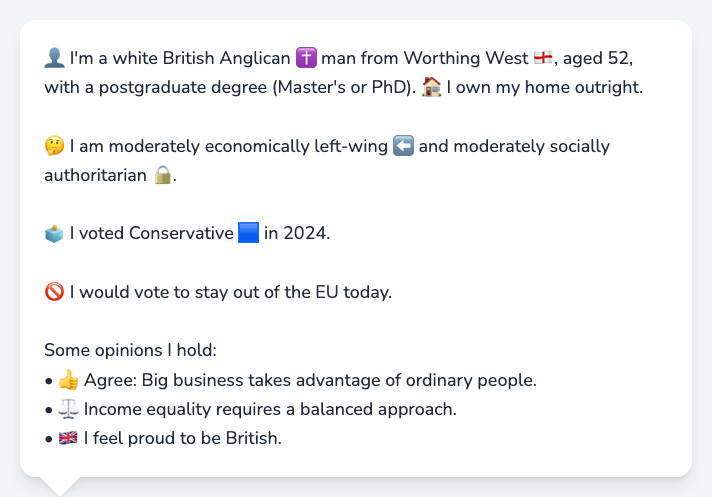 👤 I'm a white British Anglican ✝️ man from Worthing West 🏴󠁧󠁢󠁥󠁮󠁧󠁿, aged 52,
with a postgraduate degree (Master's or PhD). 🏠 I own my home outright.
🤔 I am moderately economically left-wing ⬅️ and moderately socially
authoritarian 🔒.
🗳️ I voted Conservative 🟦 in 2024.
🚫 I would vote to stay out of the EU today.
Some opinions I hold:
• 👍 Agree: Big business takes advantage of ordinary people.
• ⚖️ Income equality requires a balanced approach.
• 🇬🇧 I feel proud to be British.